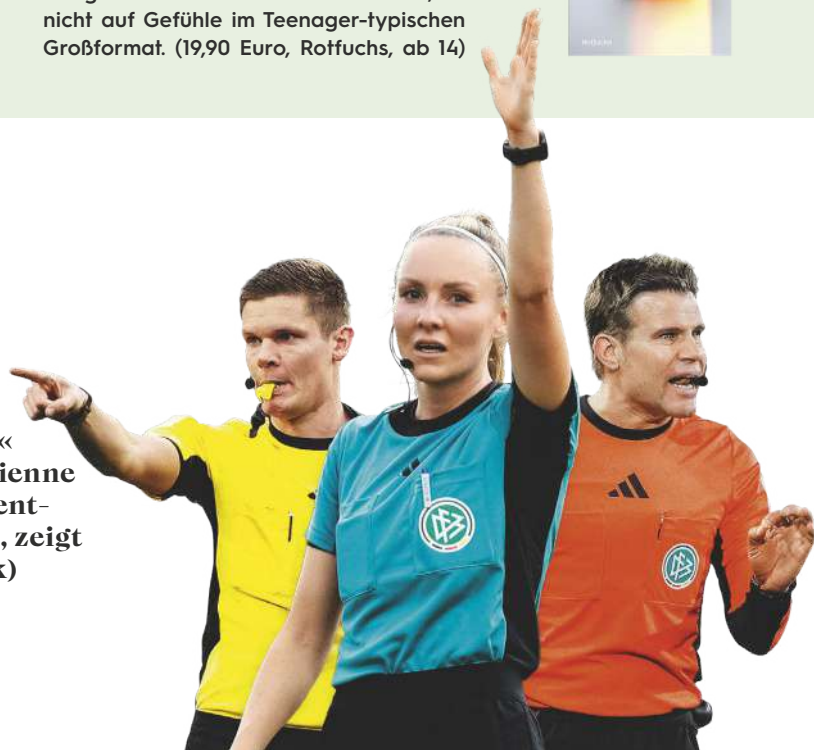 nicht auf Gefühle im Teenager-typischen
Großformat. (19,90 Euro, Rotfuchs, ab 14)
«
ienne
ent-
, zeigt
k)